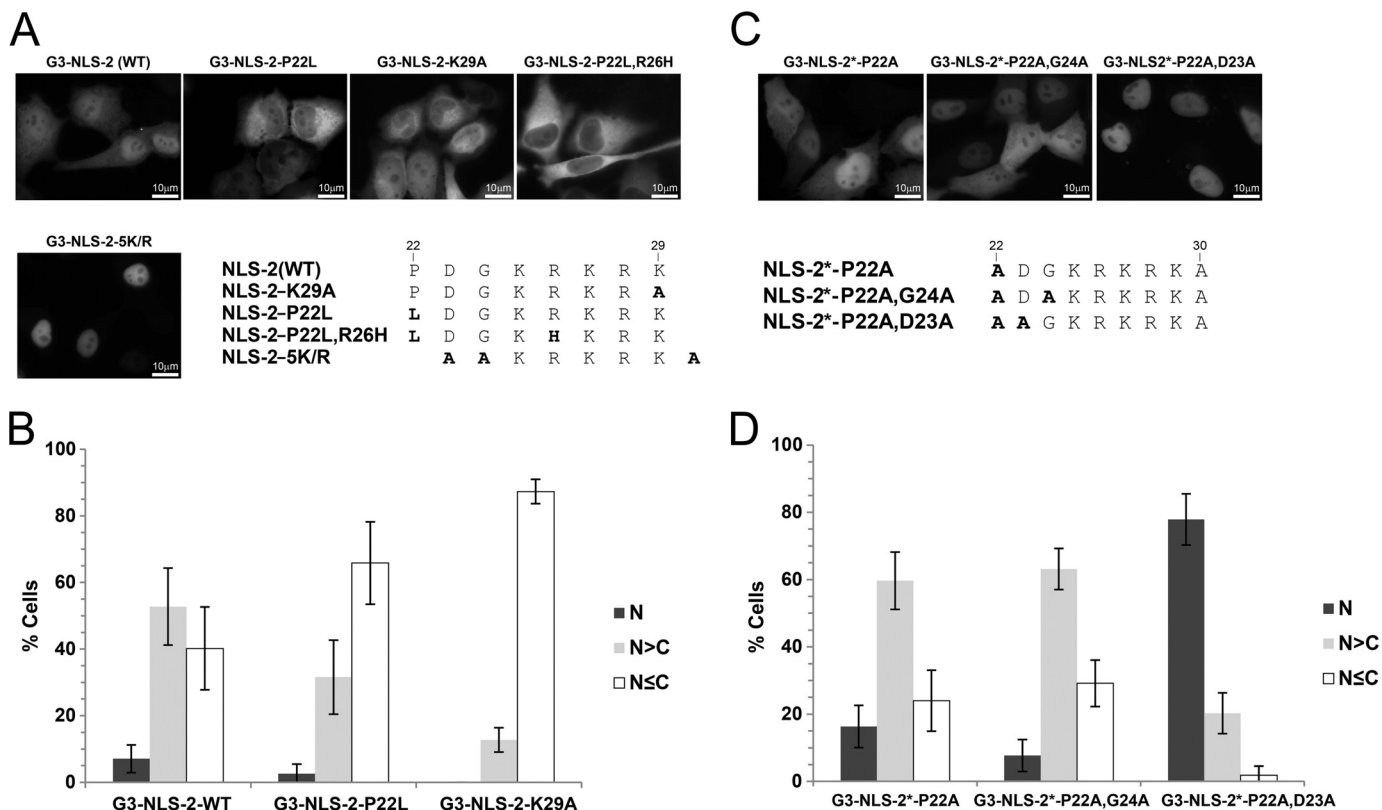 A
G3-NLS-2 (WT) G3-NLS-2-P22L G3-NLS-2-K29A G3-NLS-2-P22L,R26H
10μm 10μm 10μm 10μm
G3-NLS-2-5K/R
10μm
22 29
NLS-2(WT) P D G K R K R K
NLS-2-K29A P D G K R K R A
NLS-2-P22L L D G K R K R K
NLS-2-P22L,R26H L D G K H K R K
NLS-2-5K/R A A K R K R K A
B
100
80
60
40
20
0
% Cells
G3-NLS-2-WT G3-NLS-2-P22L G3-NLS-2-K29A
N
N>C
N≤C
C
G3-NLS-2*-P22A G3-NLS-2*-P22A,G24A G3-NLS2*-P22A,D23A
10μm 10μm 10μm
22 30
NLS-2*-P22A A D G K R K R K A
NLS-2*-P22A,G24A A D A K R K R K A
NLS-2*-P22A,D23A A A G K R K R K A
D
100
80
60
40
20
0
% Cells
G3-NLS-2*-P22A G3-NLS-2*-P22A,G24A G3-NLS-2*-P22A,D23A
N
N>C
N≤C